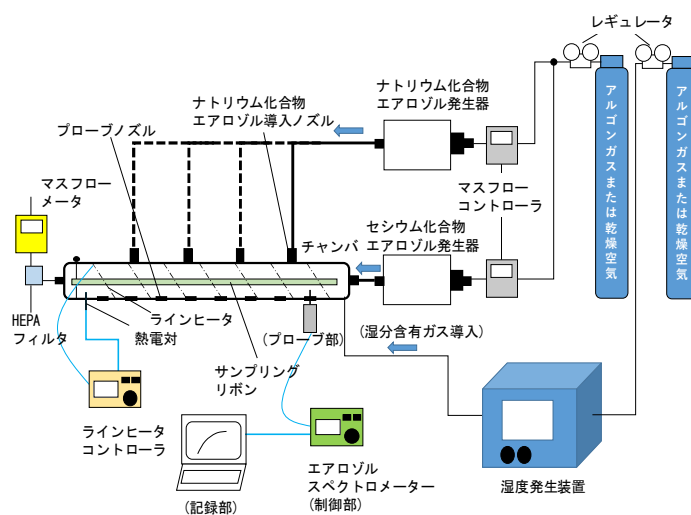 レギュレータ
ナトリウム化合物
エアロゾル導入ノズル
ナトリウム化合物
エアロゾル発生器
プローブノズル
アルゴンガスまたは乾燥空気
アルゴンガスまたは乾燥空気
マスフロー
メータ
マスフロー
コントローラ
セシウム化合物
エアロゾル発生器
チャンバ
HEPA
フィルタ
ラインヒータ
熱電対
(プローブ部)
(湿分含有ガス導入)
サンプリング
リボン
ラインヒータ
コントローラ
エアロゾル
スペクトロメーター
(制御部)
(記録部)
湿度発生装置